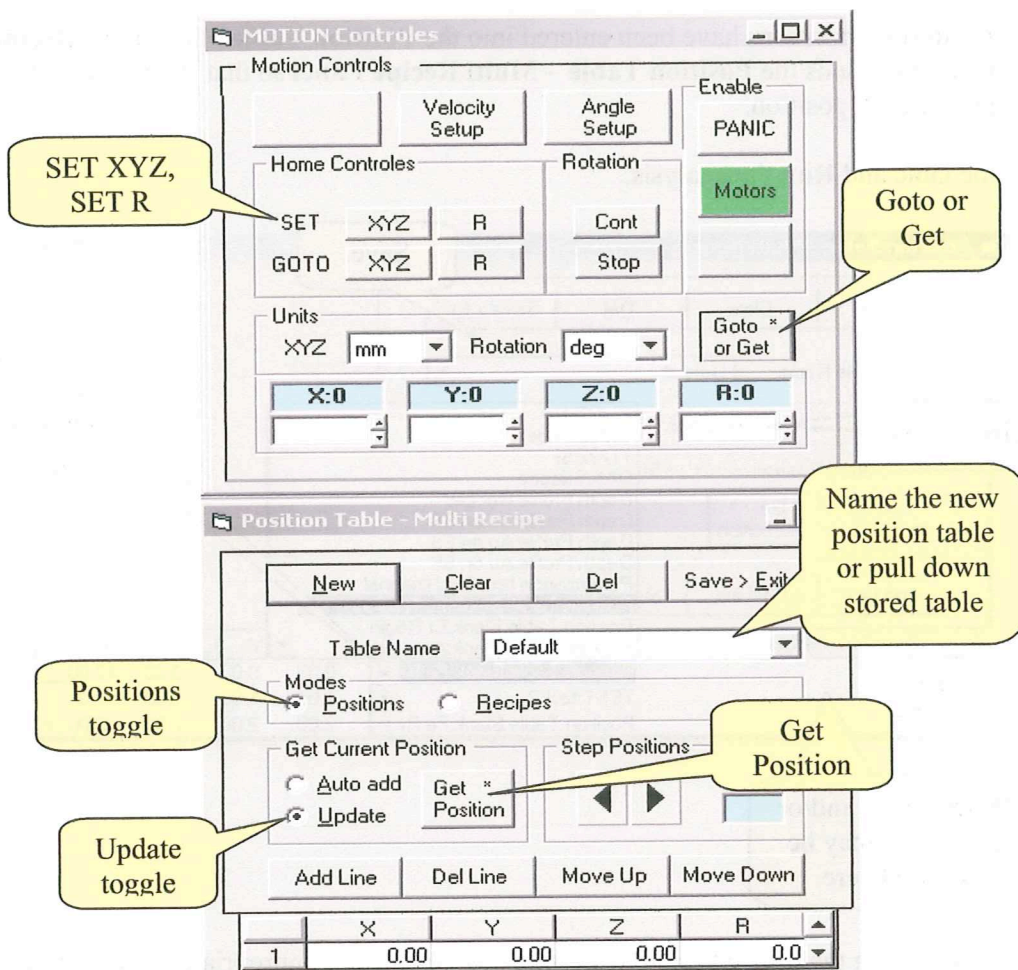 MOTION Controles
Motion Controls
Enable
Velocity
Setup
Angle
Setup
PANIC
SET XYZ,
SET R
Home Controles
Rotation
Motors
Goto or
Get
SET XYZ R Cont
GOTO XYZ R Stop
Units
XYZ mm Rotation deg
Goto *
or Get
X:0 Y:0 Z:0 R:0
Position Table - Multi Recipe
Name the new
position table
or pull down
stored table
New Clear Del Save > Exit
Table Name Default
Modes
Positions
toggle
Positions Recipes
Get Current Position
Step Positions
Get
Position
Auto add
Update
Get *
Position
Update
toggle
Add Line Del Line Move Up Move Down
X Y Z R
1 0.00 0.00 0.00 0.0